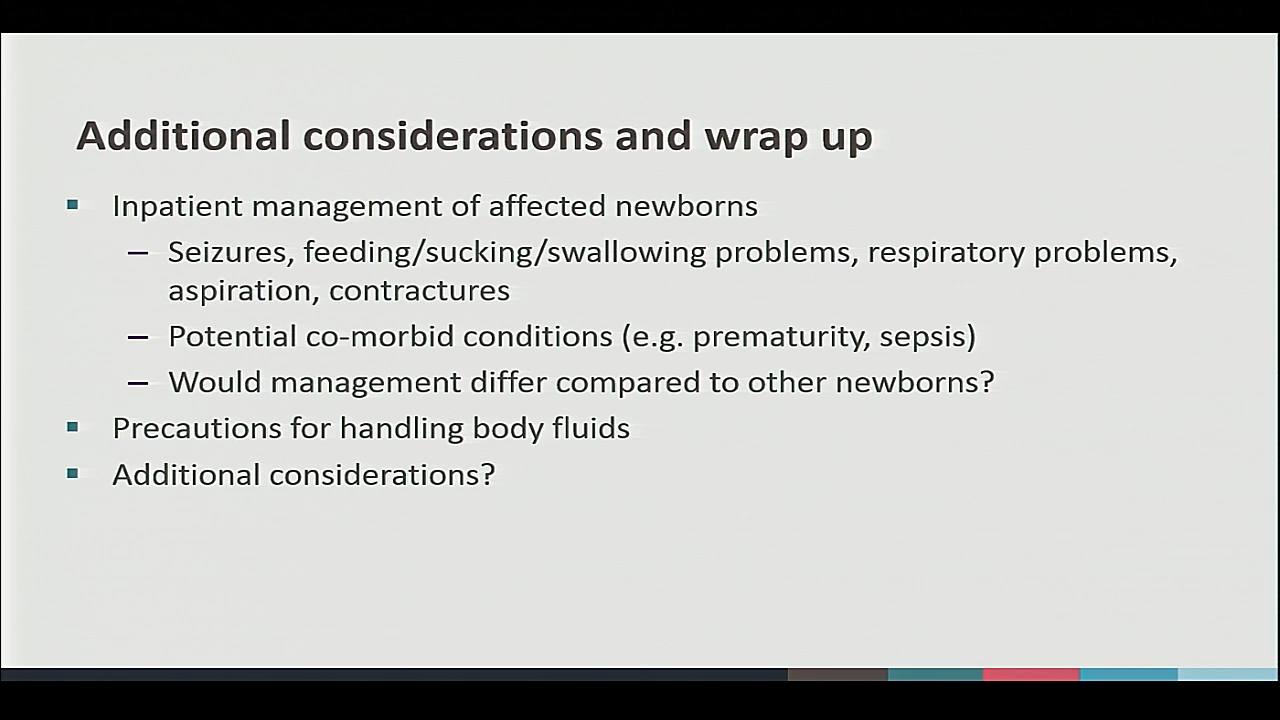 Additional considerations and wrap up
▪ Inpatient management of affected newborns
– Seizures, feeding/sucking/swallowing problems, respiratory problems,
aspiration, contractures
– Potential co-morbid conditions (e.g. prematurity, sepsis)
– Would management differ compared to other newborns?
▪ Precautions for handling body fluids
▪ Additional considerations?